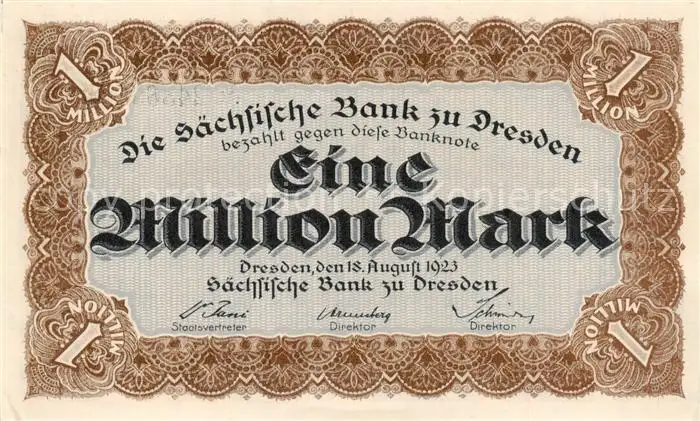 1 MILLION
1 MILLION
Die Sächsische Bank zu Dresden
bezahlt gegen diese Banknote
Eine
Million Mark
Dresden, den 18. August 1923
Sächsische Bank zu Dresden
Staatsvertreter Direktor Direktor
1 MILLION
1 MILLION